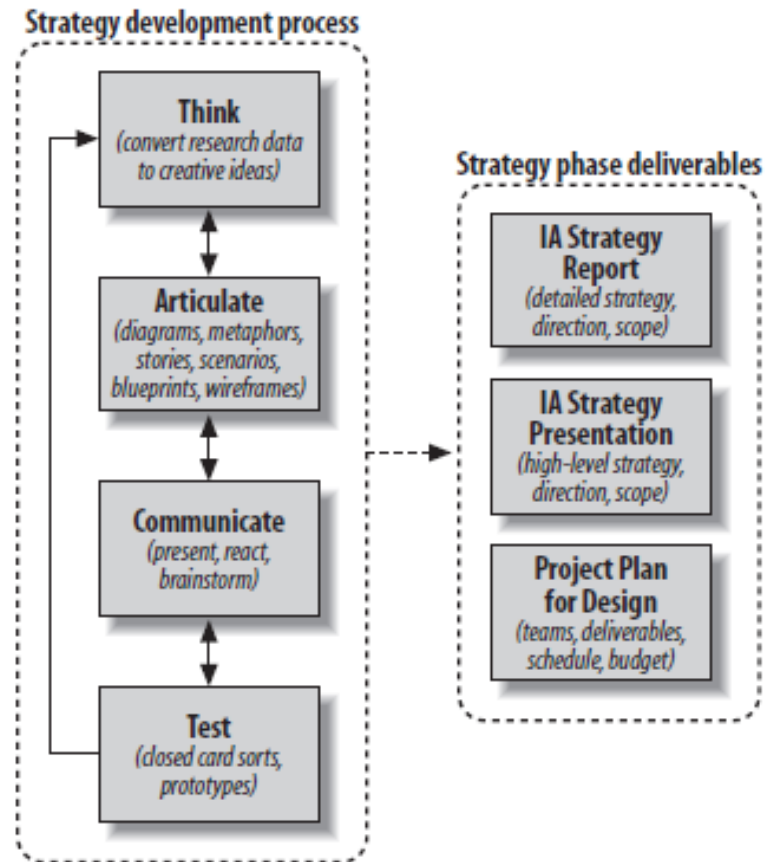 Strategy development process
Think
(convert research data
to creative ideas)
Articulate
(diagrams, metaphors,
stories, scenarios,
blueprints, wireframes)
Communicate
(present, react,
brainstorm)
Test
(closed card sorts,
prototypes)
Strategy phase deliverables
IA Strategy
Report
(detailed strategy,
direction, scope)
IA Strategy
Presentation
(high-level strategy,
direction, scope)
Project Plan
for Design
(teams, deliverables,
schedule, budget)